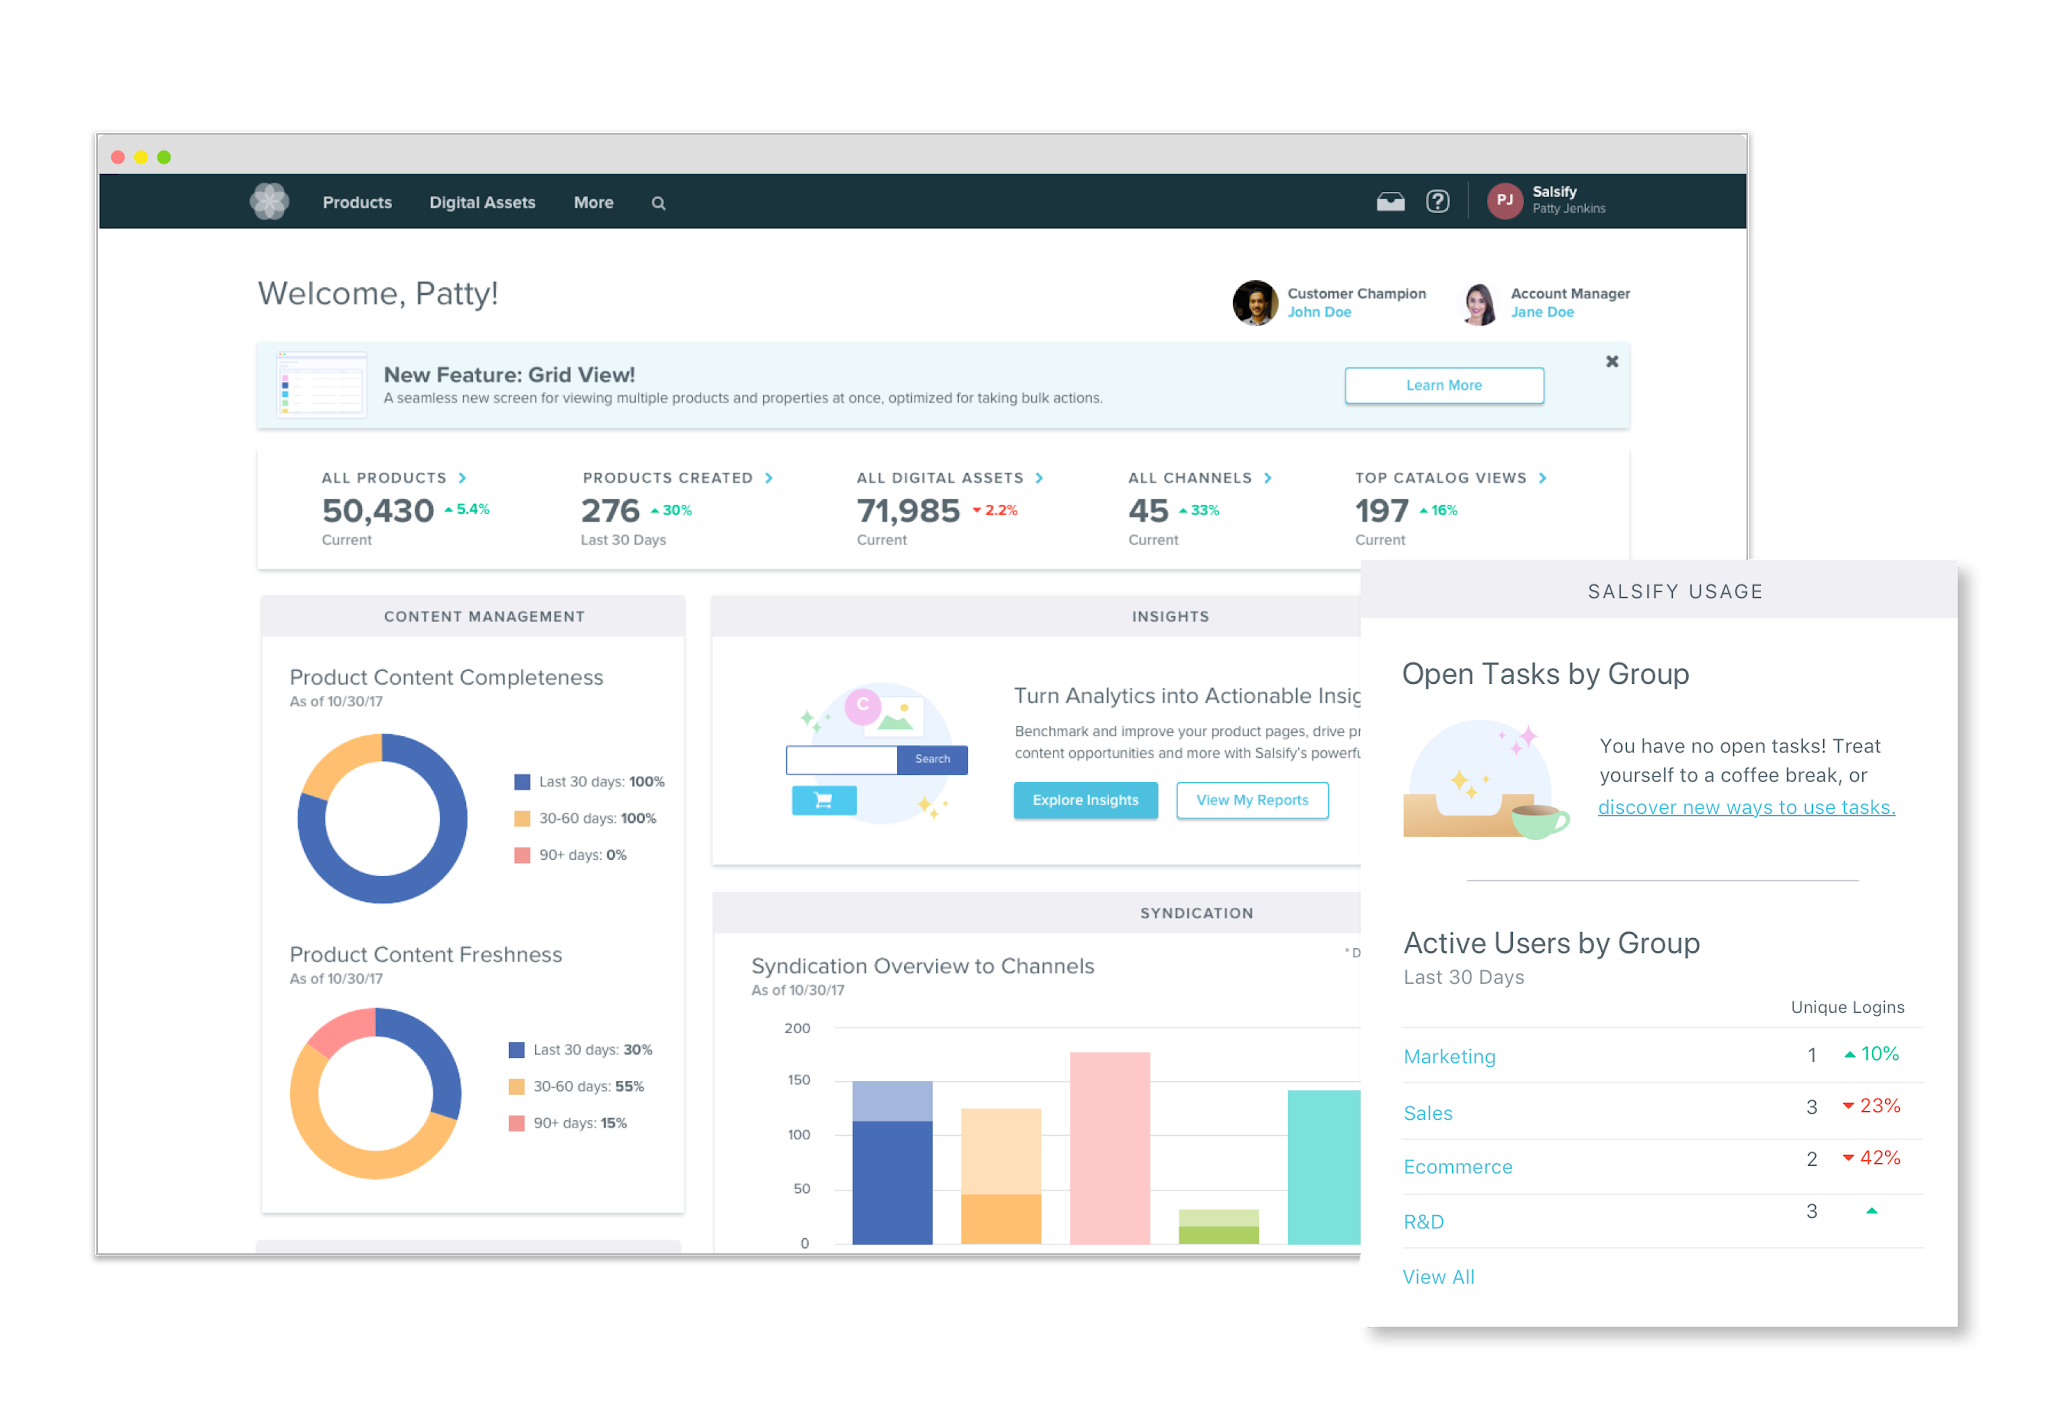 Products
Digital Assets
More
PJ
Salsify
Patty Jenkins
Welcome, Patty!
Customer Champion
John Doe
Account Manager
Jane Doe
New Feature: Grid View!
A seamless new screen for viewing multiple products and properties at once, optimized for taking bulk actions.
Learn More
ALL PRODUCTS
50,430 5.4%
Current
PRODUCTS CREATED
276 30%
Last 30 Days
ALL DIGITAL ASSETS
71,985 2.2%
Current
ALL CHANNELS
45 33%
Current
TOP CATALOG VIEWS
197 16%
Current
CONTENT MANAGEMENT
Product Content Completeness
As of 10/30/17
Last 30 days: 100%
30-60 days: 100%
90+ days: 0%
Product Content Freshness
As of 10/30/17
Last 30 days: 30%
30-60 days: 55%
90+ days: 15%
INSIGHTS
C
Search
Turn Analytics into Actionable
Benchmark and improve your product pages, drive
content opportunities and more with Salsify's
Explore Insights
View My Reports
SYNDICATION
Syndication Overview to Channels
As of 10/30/17
* D
200
150
100
50
0
SALSIFY USAGE
Open Tasks by Group
You have no open tasks! Treat
yourself to a coffee break, or
discover new ways to use tasks.
Active Users by Group
Last 30 Days
Unique Logins
Marketing 1 10%
Sales 3 23%
Ecommerce 2 42%
R&D 3
View All